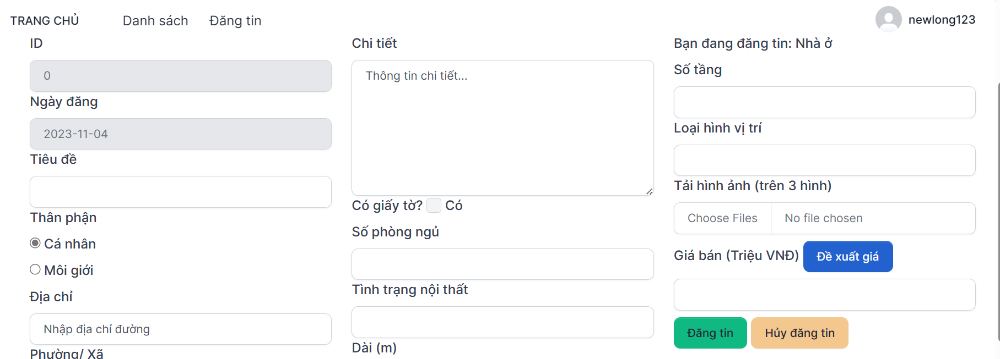 TRANG CHỦ Danh sách Đăng tin newlong123
ID
0
Ngày đăng
2023-11-04
Tiêu đề
Thân phận
Cá nhân
Môi giới
Địa chỉ
Nhập địa chỉ đường
Phường/ Xã
Chi tiết
Thông tin chi tiết...
Có giấy tờ? Có
Số phòng ngủ
Tình trạng nội thất
Dài (m)
Bạn đang đăng tin: Nhà ở
Số tầng
Loại hình vị trí
Tải hình ảnh (trên 3 hình)
Choose Files No file chosen
Giá bán (Triệu VNĐ) Đề xuất giá
Đăng tin Hủy đăng tin